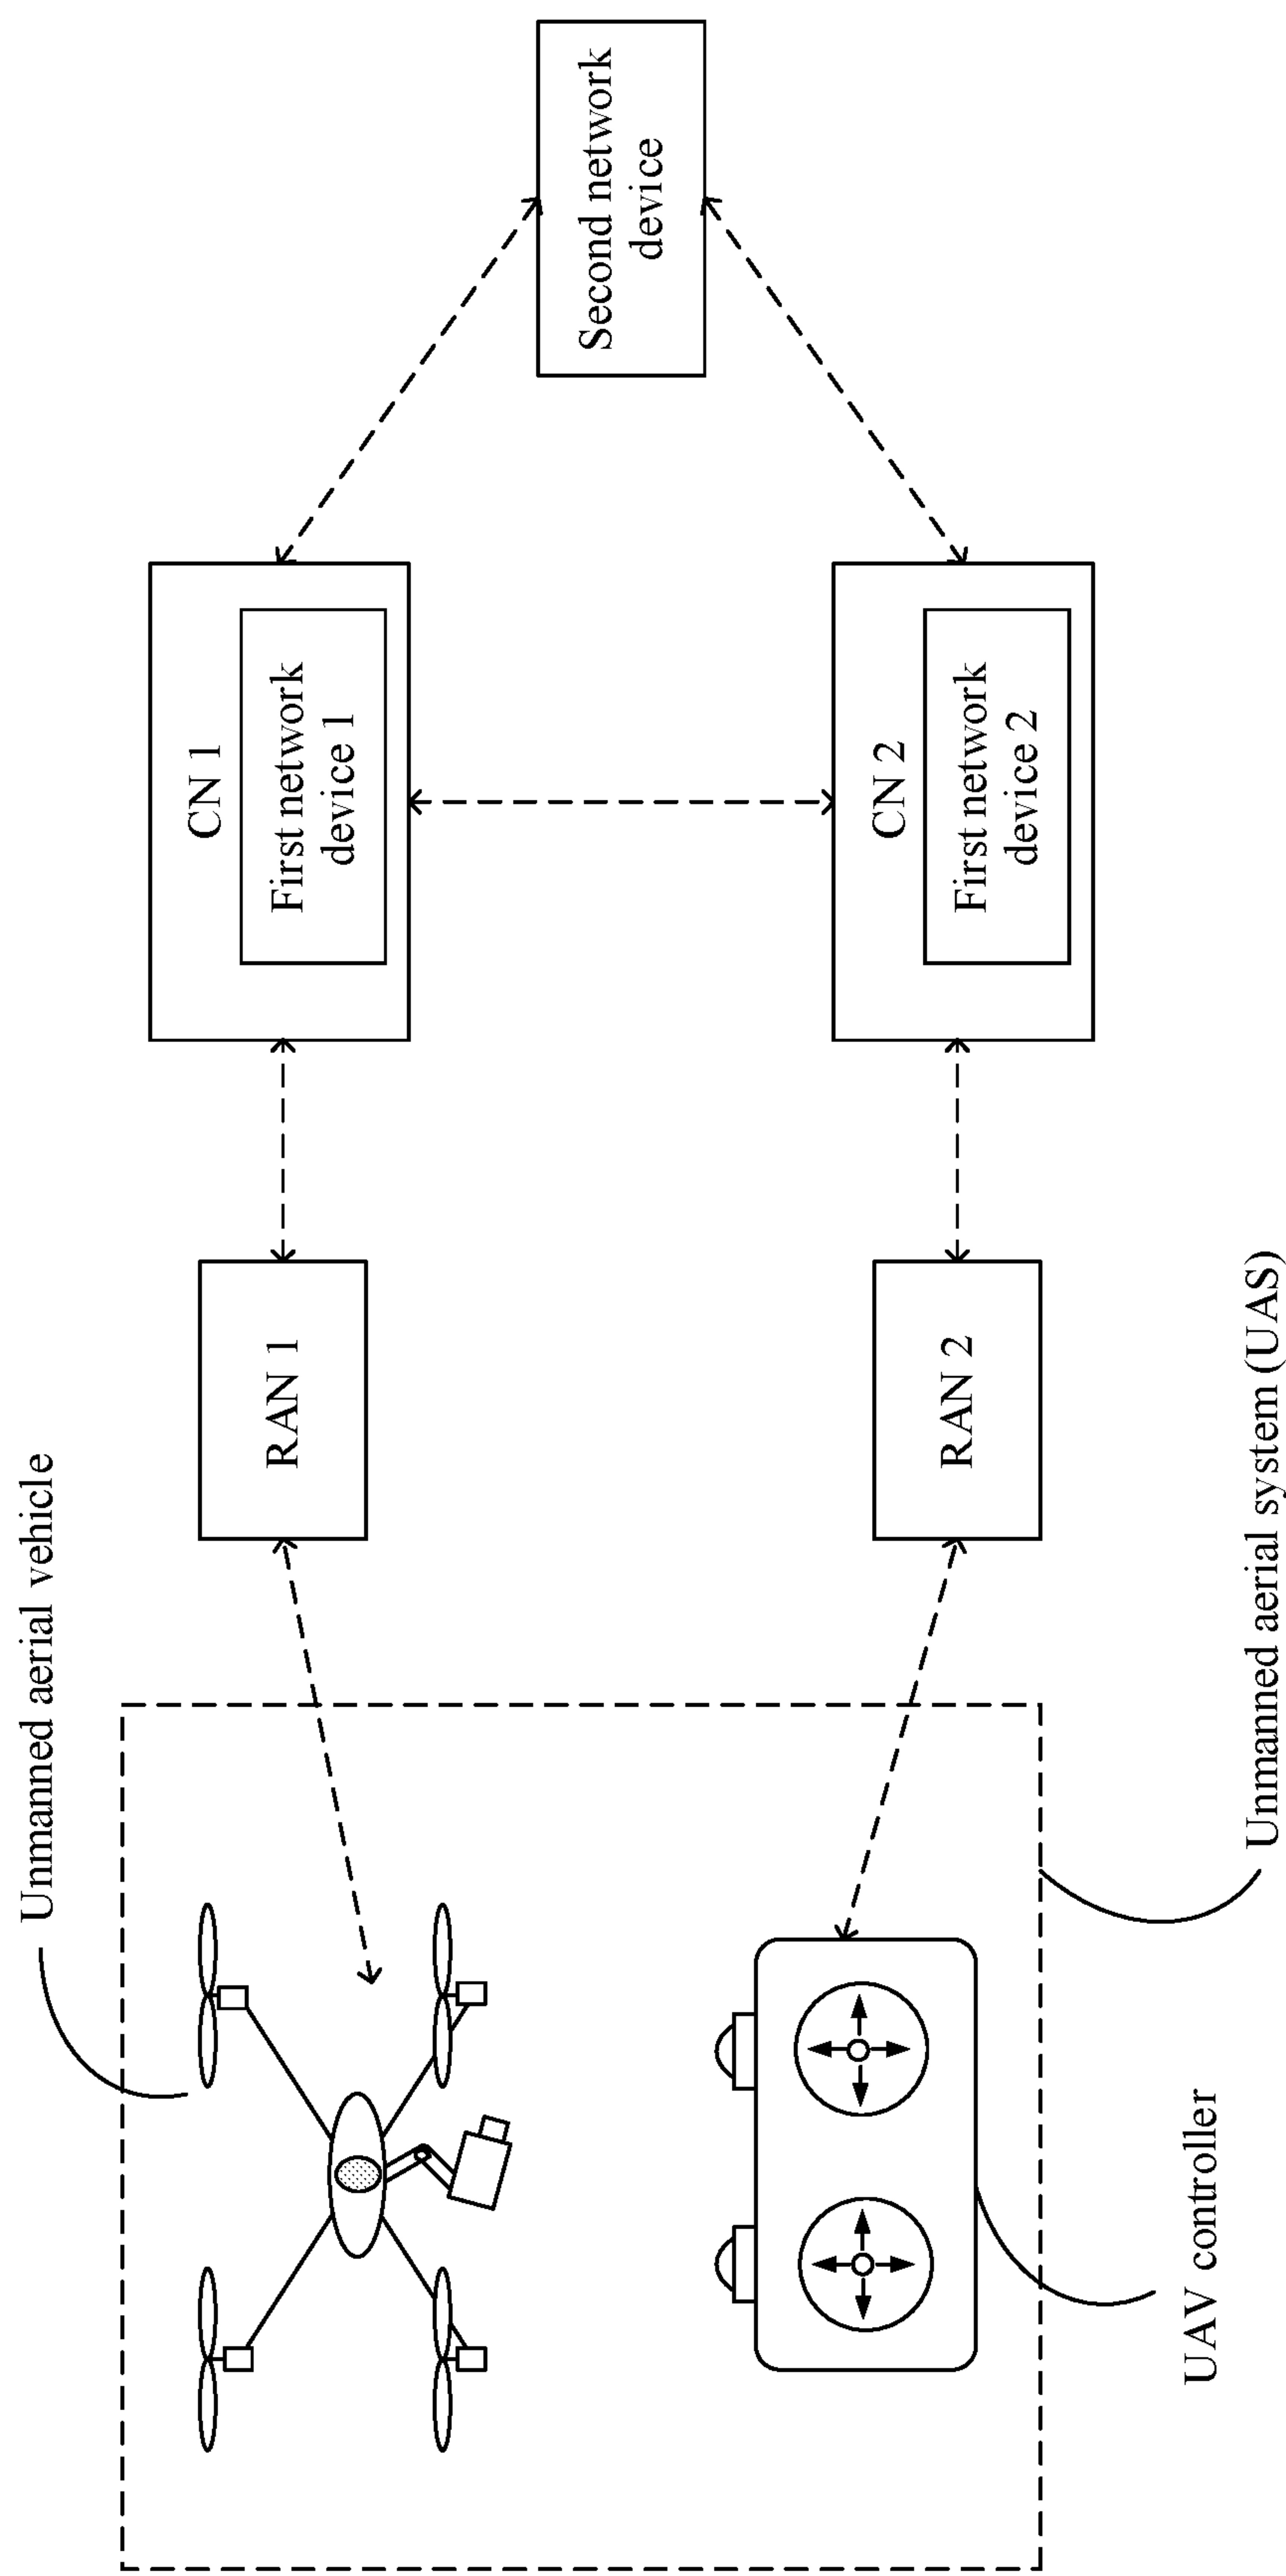 Unmanned aerial vehicle
RAN 1
CN 1
First network
device 1
Second network
device
RAN 2
CN 2
First network
device 2
UAV controller
Unmanned aerial system (UAS)